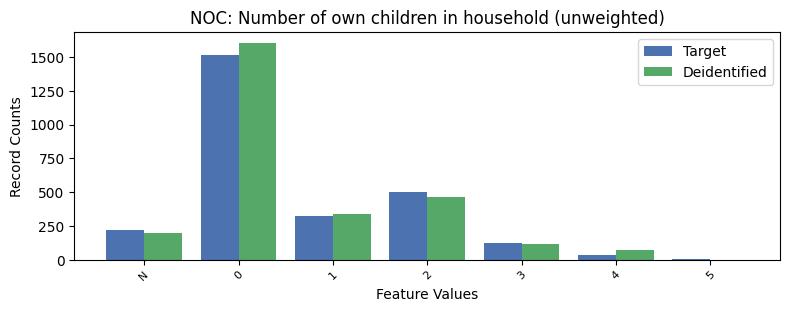 NOC: Number of own children in household (unweighted)
Target
Deidentified
Record Counts
1500
1250
1000
750
500
250
0
N 0 1 2 3 4 5
Feature Values